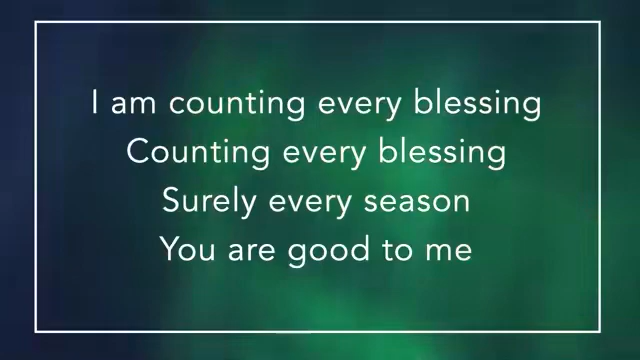 I am counting every blessing
Counting every blessing
Surely every season
You are good to me